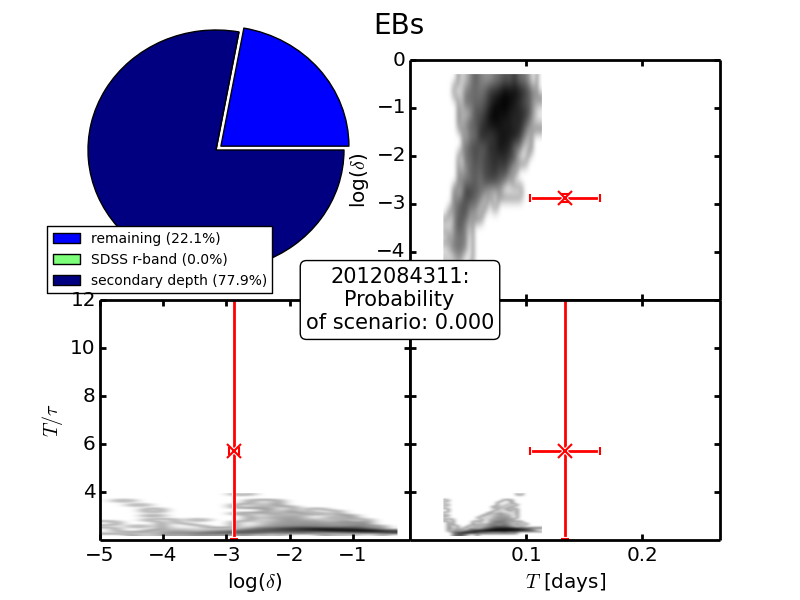 EBs
remaining (22.1%)
SDSS r-band (0.0%)
secondary depth (77.9%)
0
−1
−2
−3
−4
log(δ)
2012084311:
Probability
of scenario: 0.000
12
10
8
6
4
T/τ
−5 −4 −3 −2 −1
log(δ)
0.1 0.2
T [days]